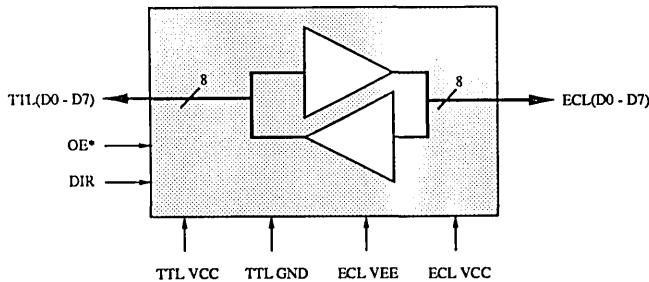 8
8
TTL(D0 - D7)
ECL(D0 - D7)
OE*
DIR
TTL VCC TTL GND ECL VEE ECL VCC